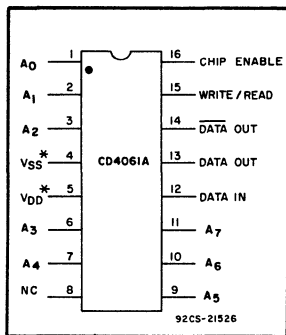 A0 1 16 CHIP ENABLE
A1 2 15 WRITE/READ
A2 3 14 DATA OUT
VSS* 4 CD4061A 13 DATA OUT
VDD* 5 12 DATA IN
A3 6 11 A7
A4 7 10 A6
NC 8 9 A5
92CS-21526